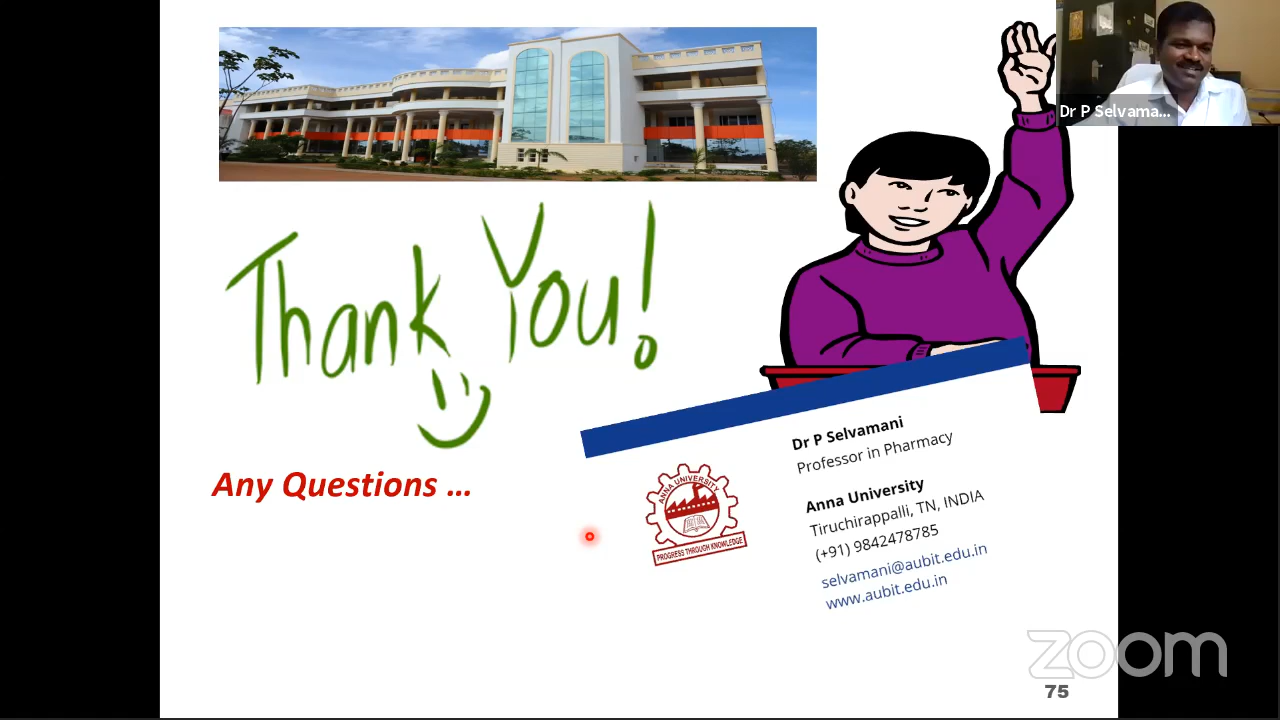 Dr P Selvama...
Thank You!
Any Questions ...
Dr P Selvamani
Professor in Pharmacy
Anna University
Tiruchirappalli, TN, INDIA
(+91) 9842478785
selvamani@aubit.edu.in
www.aubit.edu.in
ANNA UNIVERSITY
PROGRESS THROUGH KNOWLEDGE
zoom
75